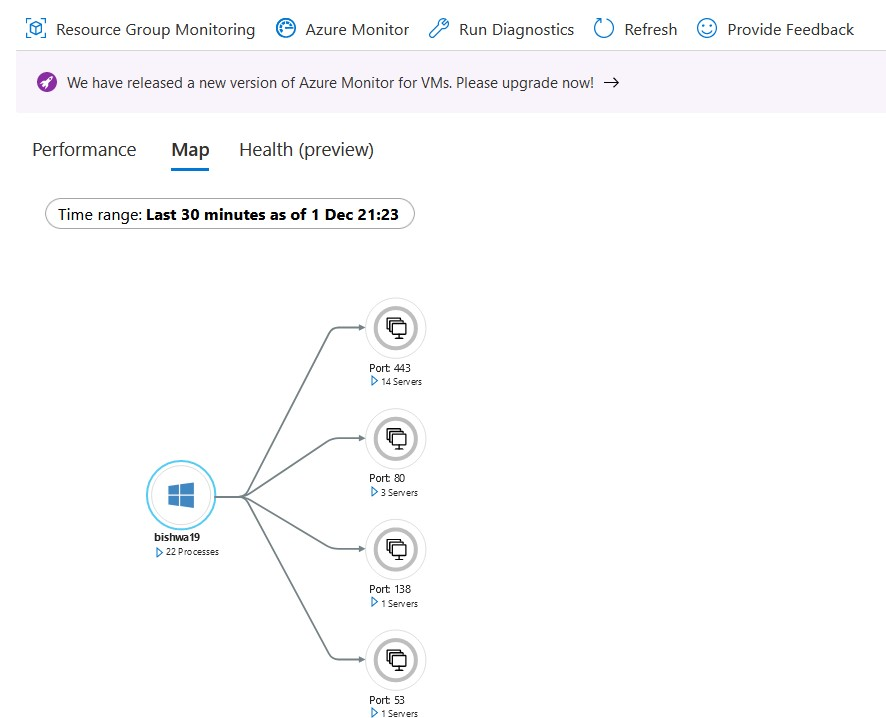 Resource Group Monitoring Azure Monitor Run Diagnostics Refresh Provide Feedback
We have released a new version of Azure Monitor for VMs. Please upgrade now! →
Performance Map Health (preview)
Time range: Last 30 minutes as of 1 Dec 21:23
Port: 443
14 Servers
Port: 80
3 Servers
bishwa19
22 Processes
Port: 138
1 Servers
Port: 53
1 Servers